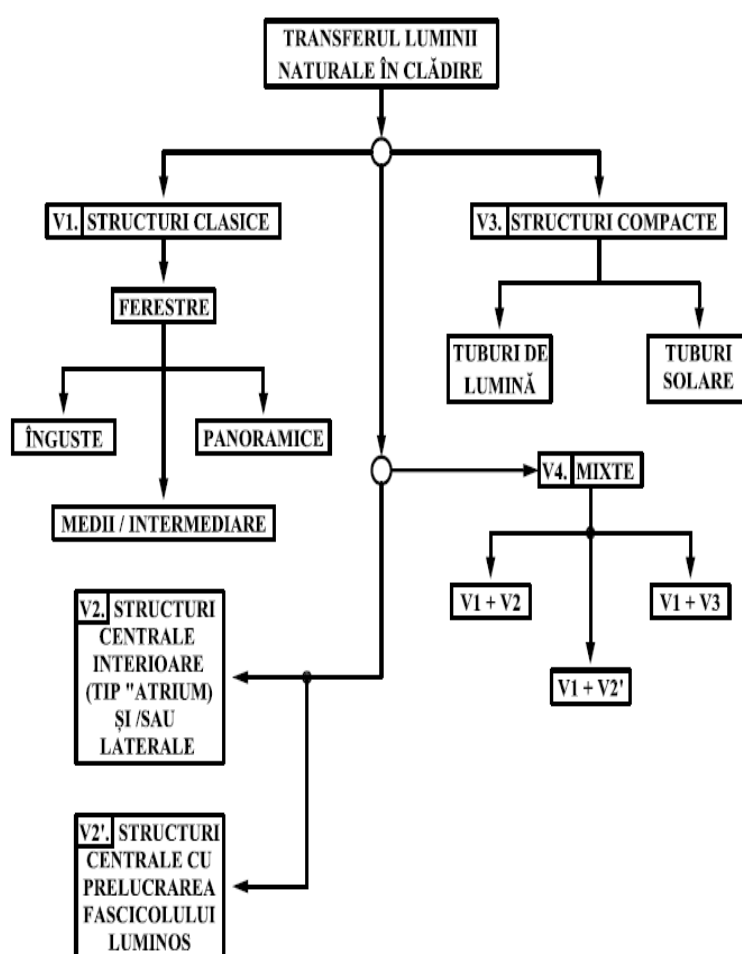 TRANSFERUL LUMINII
NATURALE ÎN CLĂDIRE
V1. STRUCTURI CLASICE
V3. STRUCTURI COMPACTE
FERESTRE
TUBURI DE
LUMINĂ
TUBURI
SOLARE
ÎNGUSTE
PANORAMICE
V4. MIXTE
MEDII / INTERMEDIARE
V1 + V2
V1 + V3
V1 + V2'
V2. STRUCTURI
CENTRALE
INTERIOARE
(TIP "ATRIUM)
ȘI /SAU
LATERALE
V2'. STRUCTURI
CENTRALE CU
PRELUCRAREA
FASCICOLULUI
LUMINOS